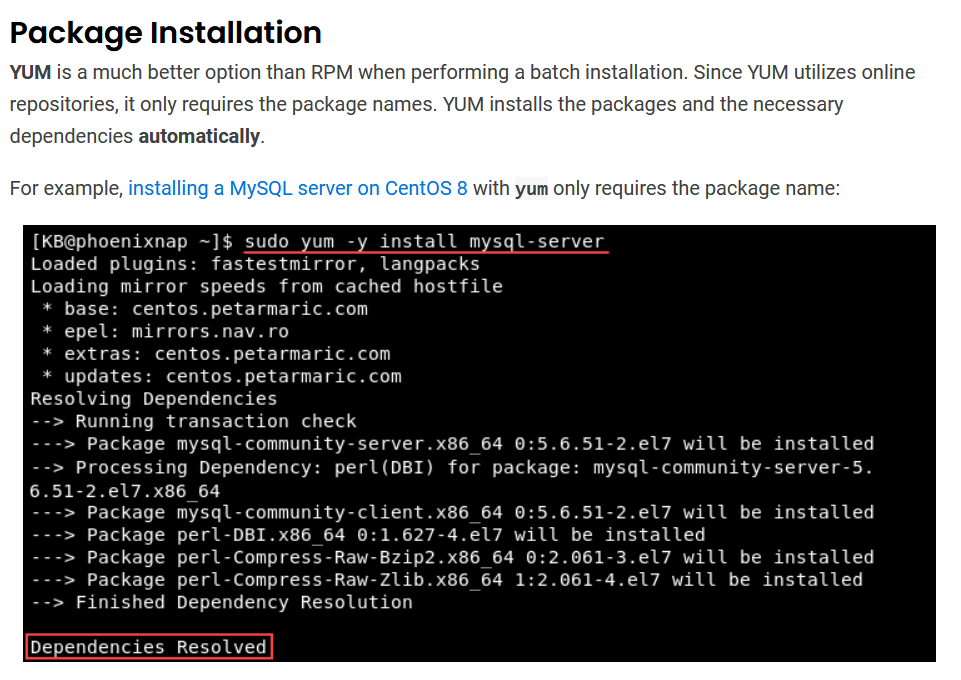 Package Installation
YUM is a much better option than RPM when performing a batch installation. Since YUM utilizes online
repositories, it only requires the package names. YUM installs the packages and the necessary
dependencies automatically.
For example, installing a MySQL server on CentOS 8 with yum only requires the package name:
[KB@phoenixnap ~]$ sudo yum -y install mysql-server
Loaded plugins: fastestmirror, langpacks
Loading mirror speeds from cached hostfile
 * base: centos.petarmaric.com
 * epel: mirrors.nav.ro
 * extras: centos.petarmaric.com
 * updates: centos.petarmaric.com
Resolving Dependencies
--> Running transaction check
---> Package mysql-community-server.x86_64 0:5.6.51-2.el7 will be installed
--> Processing Dependency: perl(DBI) for package: mysql-community-server-5.
6.51-2.el7.x86_64
---> Package mysql-community-client.x86_64 0:5.6.51-2.el7 will be installed
---> Package perl-DBI.x86_64 0:1.627-4.el7 will be installed
---> Package perl-Compress-Raw-Bzip2.x86_64 0:2.061-3.el7 will be installed
---> Package perl-Compress-Raw-Zlib.x86_64 1:2.061-4.el7 will be installed
--> Finished Dependency Resolution
Dependencies Resolved